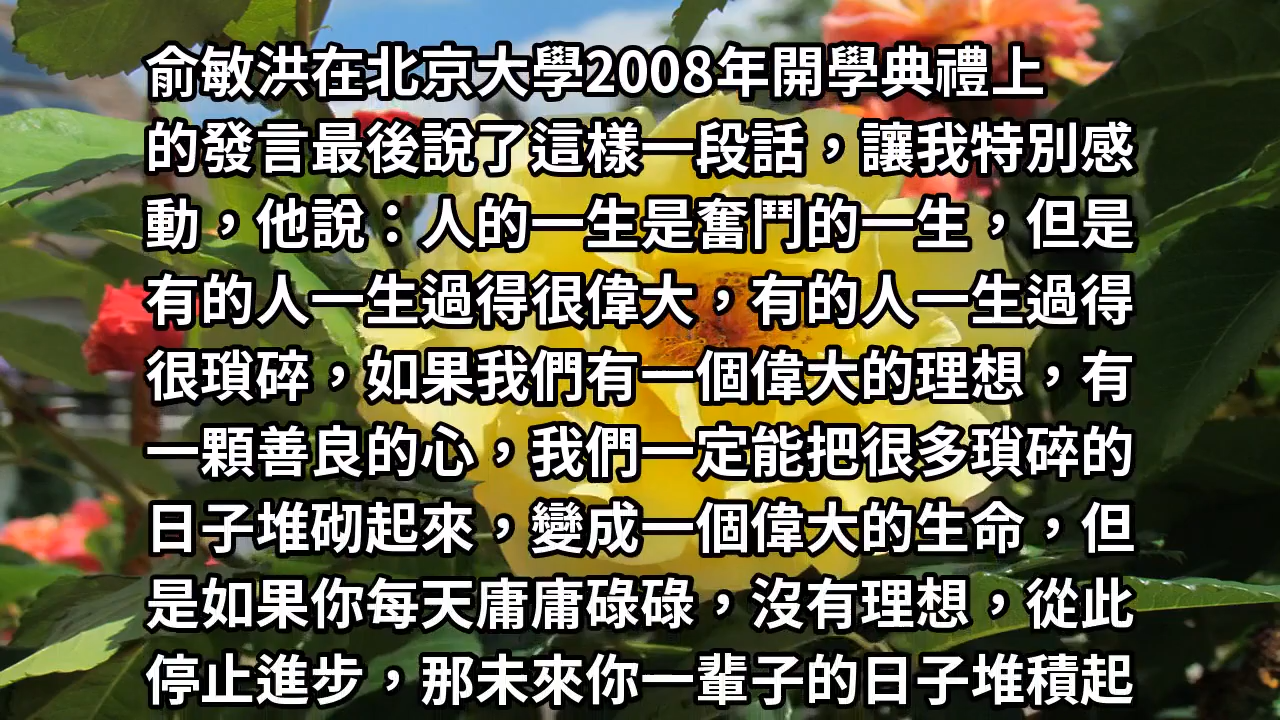 俞敏洪在北京大學2008年開學典禮上
的發言最後說了這樣一段話，讓我特別感
動，他說：人的一生是奮鬥的一生，但是
有的人一生過得很偉大，有的人一生過得
很瑣碎，如果我們有一個偉大的理想，有
一顆善良的心，我們一定能把很多瑣碎的
日子堆砌起來，變成一個偉大的生命，但
是如果你每天庸庸碌碌，沒有理想，從此
停止進步，那未來你一輩子的日子堆積起